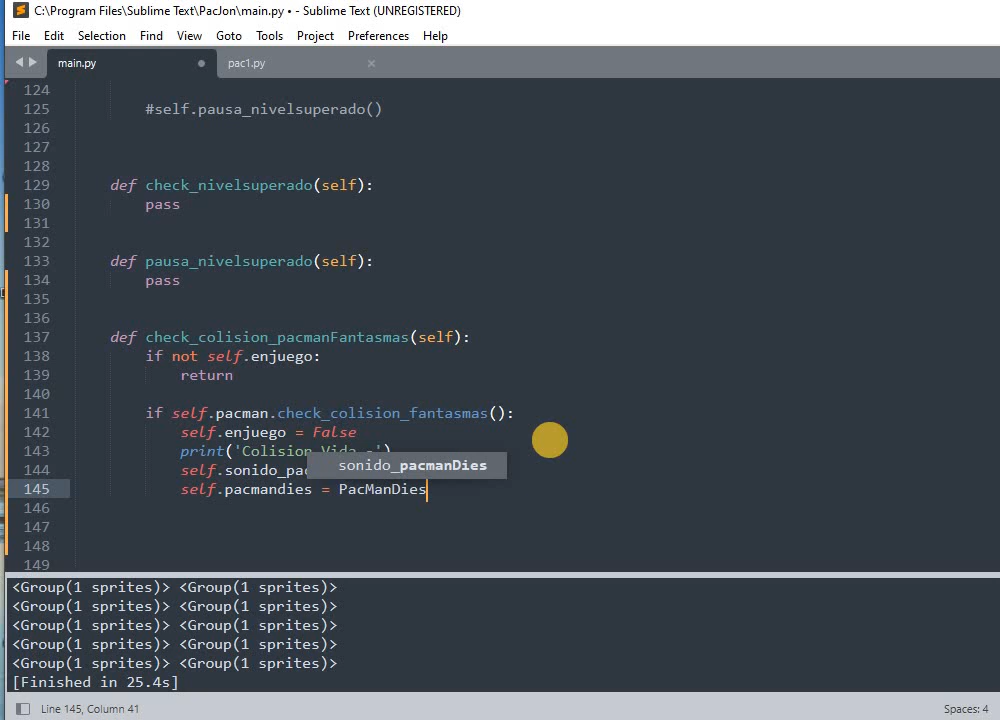 C:\Program Files\Sublime Text\PacJon\main.py • - Sublime Text (UNREGISTERED)
File Edit Selection Find View Goto Tools Project Preferences Help
main.py pac1.py
124
125 #self.pausa_nivelsuperado()
126
127
128
129 def check_nivelsuperado(self):
130 pass
131
132
133 def pausa_nivelsuperado(self):
134 pass
135
136
137 def check_colision_pacmanFantasmas(self):
138 if not self.enjuego:
139 return
140
141 if self.pacman.check_colision_fantasmas():
142 self.enjuego = False
143 print('Colision Vida -')
144 self.sonido_pac
sonido_pacmanDies
145 self.pacmandies = PacManDies
146
147
148
149
<Group(1 sprites)> <Group(1 sprites)>
<Group(1 sprites)> <Group(1 sprites)>
<Group(1 sprites)> <Group(1 sprites)>
<Group(1 sprites)> <Group(1 sprites)>
<Group(1 sprites)> <Group(1 sprites)>
[Finished in 25.4s]
Line 145, Column 41 Spaces: 4